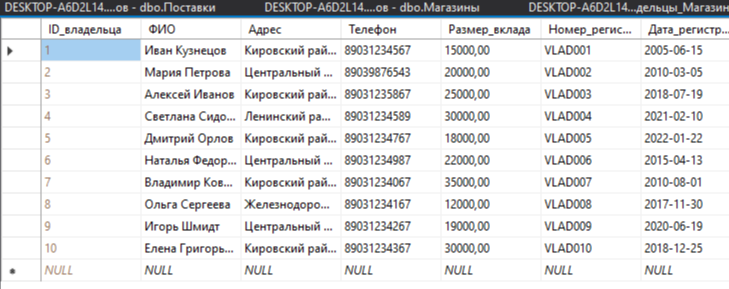 DESKTOP-A6D2L14....ов - dbo.Поставки DESKTOP-A6D2L14....ов - dbo.Магазины DESKTOP-A6D2L14....дельцы_Магазин
ID_владельца ФИО Адрес Телефон Размер_вклада Номер_регис... Дата_регистр...
1 Иван Кузнецов Кировский рай... 89031234567 15000,00 VLAD001 2005-06-15
2 Мария Петрова Центральный ... 89039876543 20000,00 VLAD002 2010-03-05
3 Алексей Иванов Кировский рай... 89031235867 25000,00 VLAD003 2018-07-19
4 Светлана Сидо... Ленинский ра... 89031234589 30000,00 VLAD004 2021-02-10
5 Дмитрий Орлов Кировский рай... 89031234767 18000,00 VLAD005 2022-01-22
6 Наталья Федор... Центральный ... 89031234987 22000,00 VLAD006 2015-04-13
7 Владимир Ков... Кировский рай... 89031234067 35000,00 VLAD007 2010-08-01
8 Ольга Сергеева Железнодоро... 89031234167 12000,00 VLAD008 2017-11-30
9 Игорь Шмидт Центральный ... 89031234267 19000,00 VLAD009 2020-06-19
10 Елена Григорь... Кировский рай... 89031234367 30000,00 VLAD010 2018-12-25
NULL NULL NULL NULL NULL NULL NULL